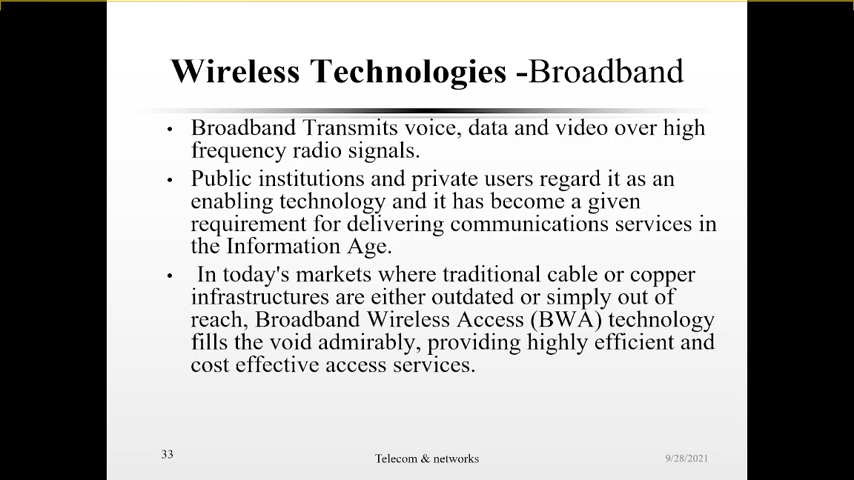 Wireless Technologies -Broadband
• Broadband Transmits voice, data and video over high
frequency radio signals.
• Public institutions and private users regard it as an
enabling technology and it has become a given
requirement for delivering communications services in
the Information Age.
• In today's markets where traditional cable or copper
infrastructures are either outdated or simply out of
reach, Broadband Wireless Access (BWA) technology
fills the void admirably, providing highly efficient and
cost effective access services.
33
Telecom & networks
9/28/2021